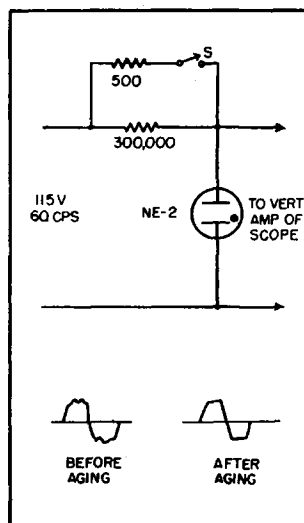 S
500
300,000
115 V
60 CPS
NE-2
TO VERT
AMP OF
SCOPE
BEFORE
AGING
AFTER
AGING